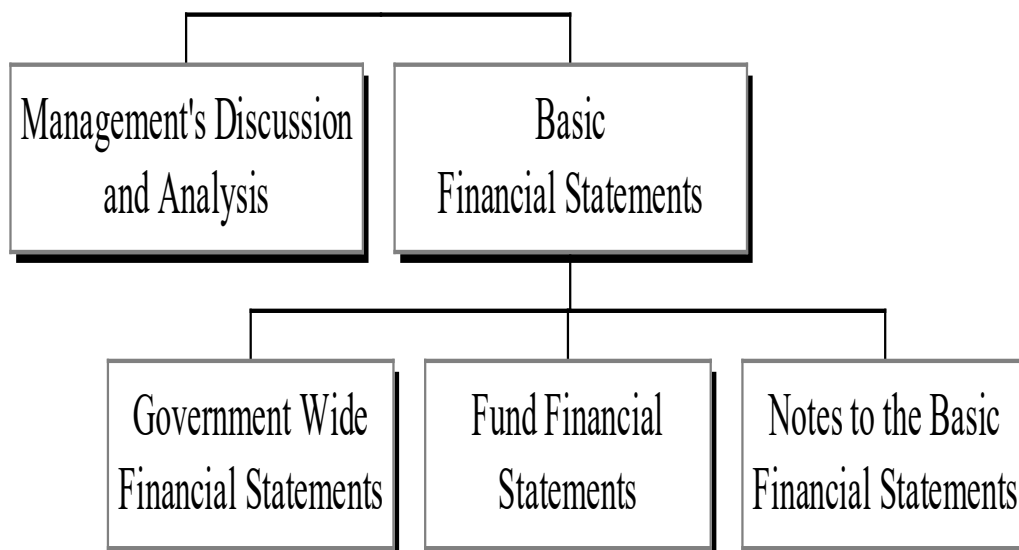 Management's Discussion
and Analysis
Basic
Financial Statements
Government Wide
Financial Statements
Fund Financial
Statements
Notes to the Basic
Financial Statements